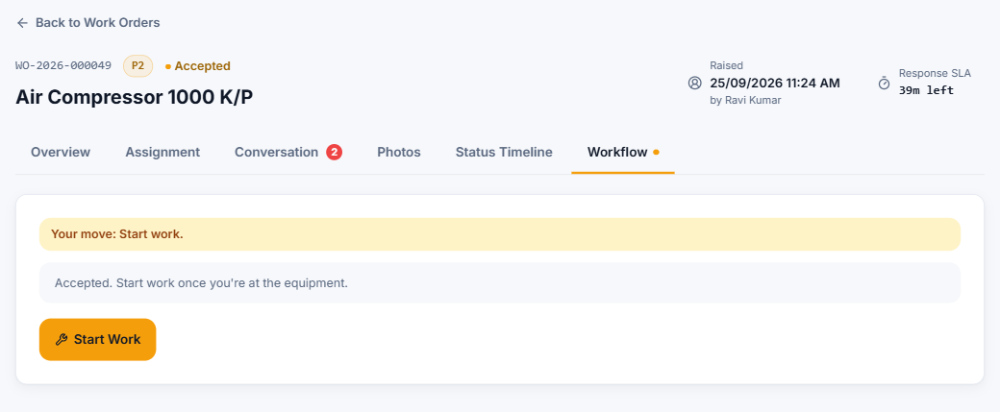 Back to Work Orders
WO-2026-000049 P2 Accepted
Air Compressor 1000 K/P
Raised
25/09/2026 11:24 AM
by Ravi Kumar
Response SLA
39m left
Overview Assignment Conversation 2 Photos Status Timeline Workflow
Your move: Start work.
Accepted. Start work once you're at the equipment.
Start Work